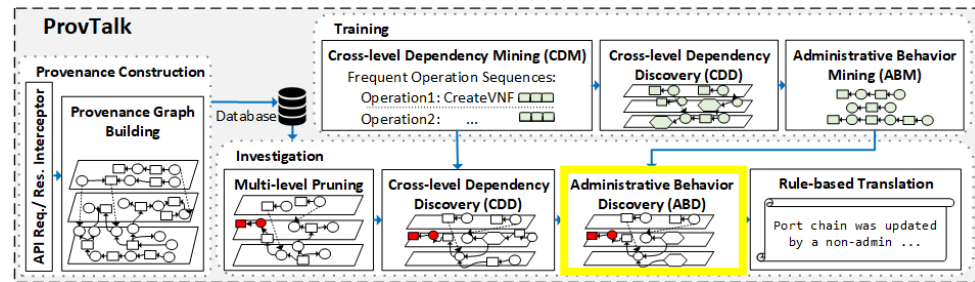 ProvTalk
Training
Cross-level Dependency Mining (CDM)
Frequent Operation Sequences:
Operation1: CreateVNF
Operation2: ...
Cross-level Dependency
Discovery (CDD)
Administrative Behavior
Mining (ABM)
Provenance Construction
API Req./ Res. Interceptor
Provenance Graph
Building
Database
Investigation
Multi-level Pruning
Cross-level Dependency
Discovery (CDD)
Administrative Behavior
Discovery (ABD)
Rule-based Translation
Port chain was updated
by a non-admin ...